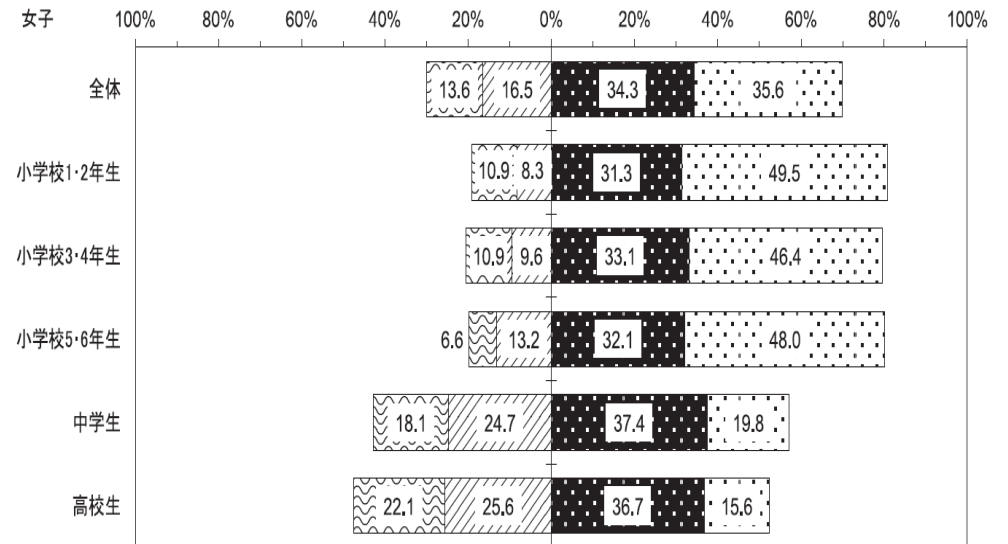 女子 100% 80% 60% 40% 20% 0% 20% 40% 60% 80% 100%
全体 13.6 16.5 34.3 35.6
小学校1・2年生 10.9 8.3 31.3 49.5
小学校3・4年生 10.9 9.6 33.1 46.4
小学校5・6年生 6.6 13.2 32.1 48.0
中学生 18.1 24.7 37.4 19.8
高校生 22.1 25.6 36.7 15.6